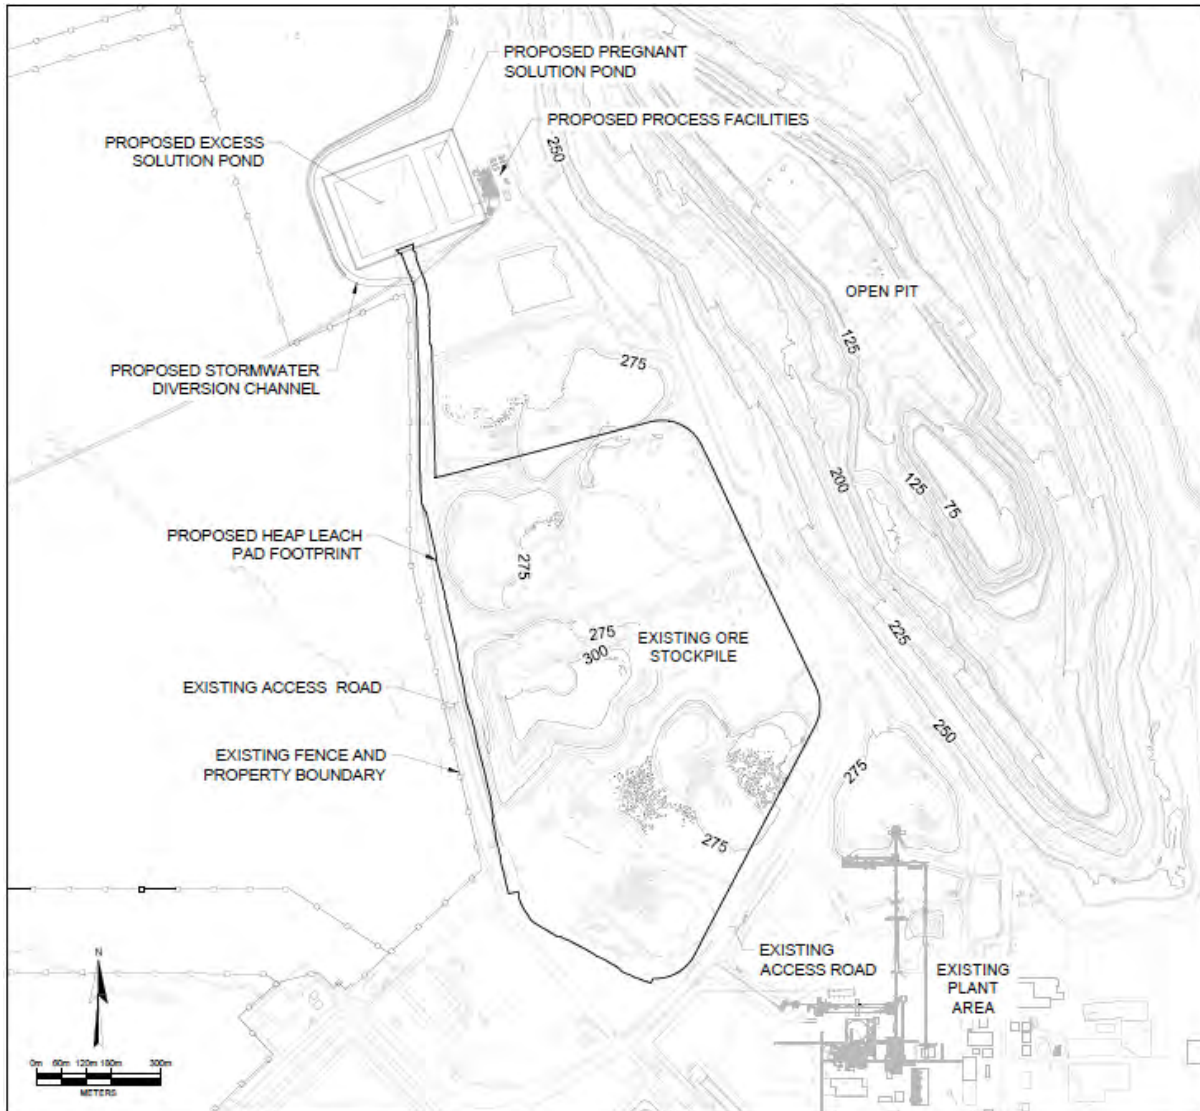 PROPOSED PREGNANT
SOLUTION POND
PROPOSED PROCESS FACILITIES
PROPOSED EXCESS
SOLUTION POND
250
OPEN PIT
125
275
PROPOSED STORMWATER
DIVERSION CHANNEL
200
125
75
PROPOSED HEAP LEACH
PAD FOOTPRINT
275
225
275
300
EXISTING ORE
STOCKPILE
EXISTING ACCESS ROAD
250
EXISTING FENCE AND
PROPERTY BOUNDARY
275
275
EXISTING
ACCESS ROAD
EXISTING
PLANT
AREA
N
0m 60m 120m 180m 300m
METERS